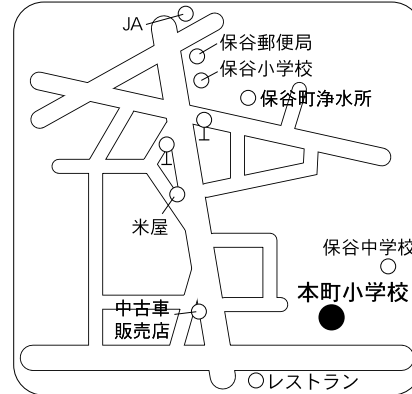 JA
保谷郵便局
保谷小学校
保谷町浄水所
米屋
保谷中学校
本町小学校
中古車
販売店
レストラン